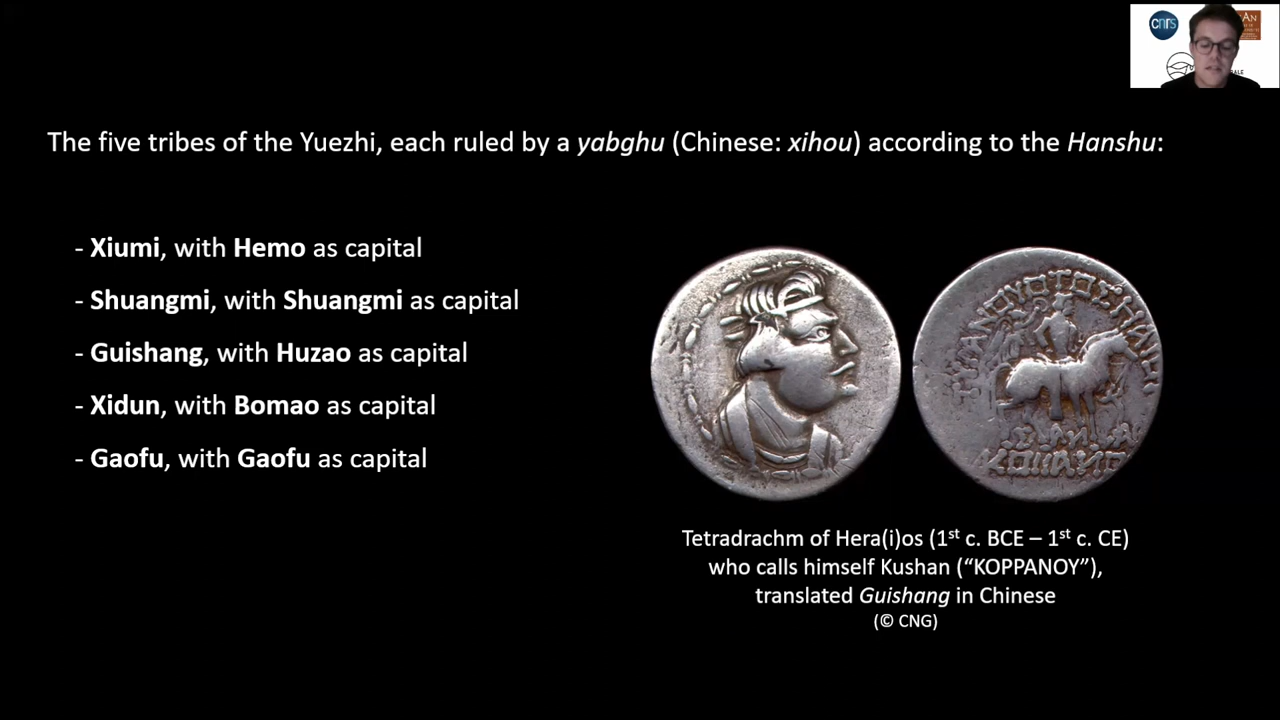 cnrs
The five tribes of the Yuezhi, each ruled by a yabghu (Chinese: xihou) according to the Hanshu:
- Xiumi, with Hemo as capital
- Shuangmi, with Shuangmi as capital
- Guishang, with Huzao as capital
- Xidun, with Bomao as capital
- Gaofu, with Gaofu as capital
Tetradrachm of Hera(i)os (1st c. BCE – 1st c. CE)
who calls himself Kushan (“KOPPANOY”),
translated Guishang in Chinese
(© CNG)